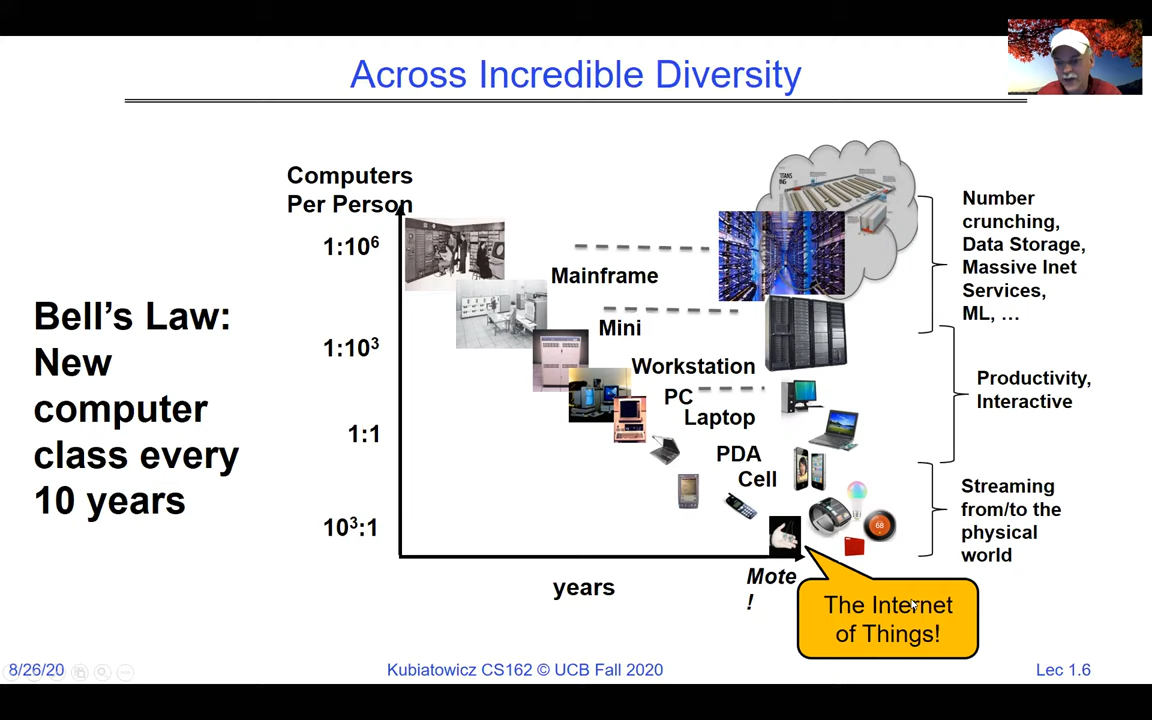 Across Incredible Diversity
Computers
Per Person
1:10⁶
1:10³
1:1
10³:1
Bell's Law:
New
computer
class every
10 years
Mainframe
Mini
Workstation
PC
Laptop
PDA
Cell
Mote
!
years
Number
crunching,
Data Storage,
Massive Inet
Services,
ML, …
Productivity,
Interactive
Streaming
from/to the
physical
world
68
The Internet
of Things!
8/26/20
Kubiatowicz CS162 © UCB Fall 2020
Lec 1.6